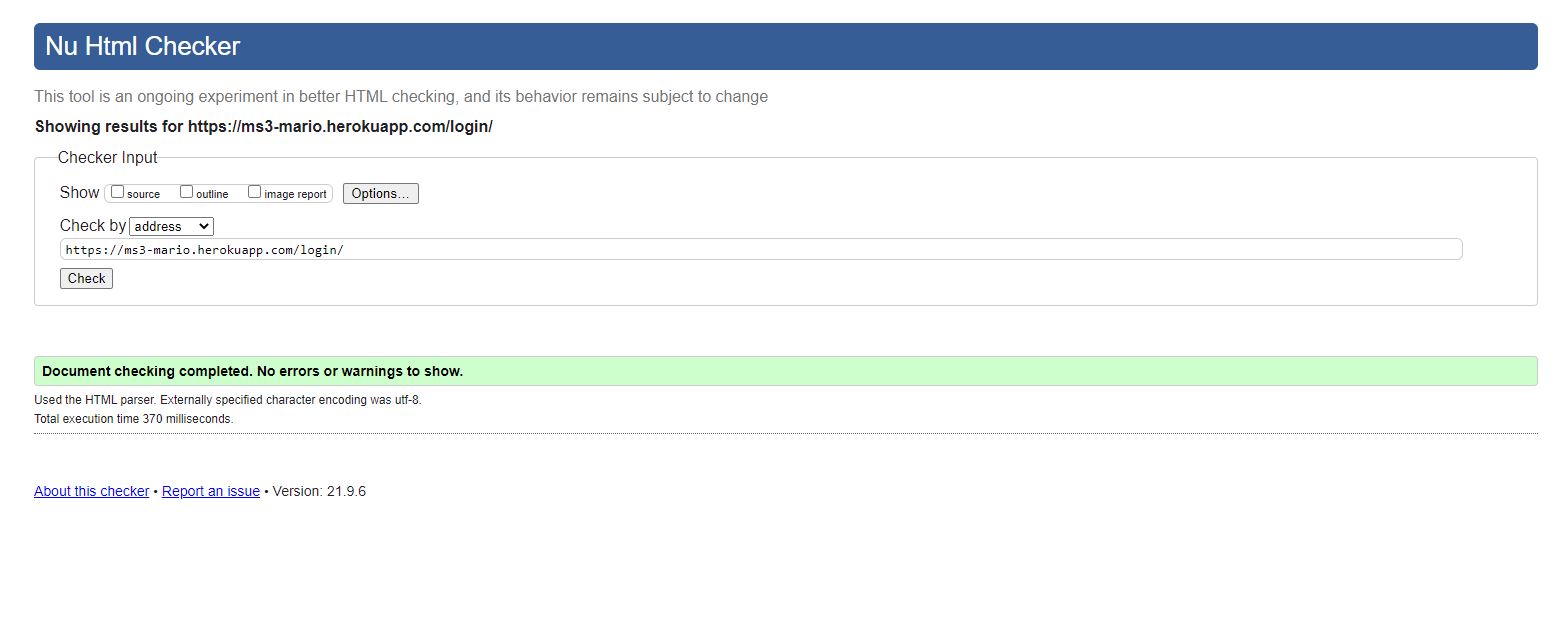 Nu Html Checker
This tool is an ongoing experiment in better HTML checking, and its behavior remains subject to change
Showing results for https://ms3-mario.herokuapp.com/login/
Checker Input
Show source outline image report Options...
Check by address
https://ms3-mario.herokuapp.com/login/
Check
Document checking completed. No errors or warnings to show.
Used the HTML parser. Externally specified character encoding was utf-8.
Total execution time 370 milliseconds.
About this checker • Report an issue • Version: 21.9.6